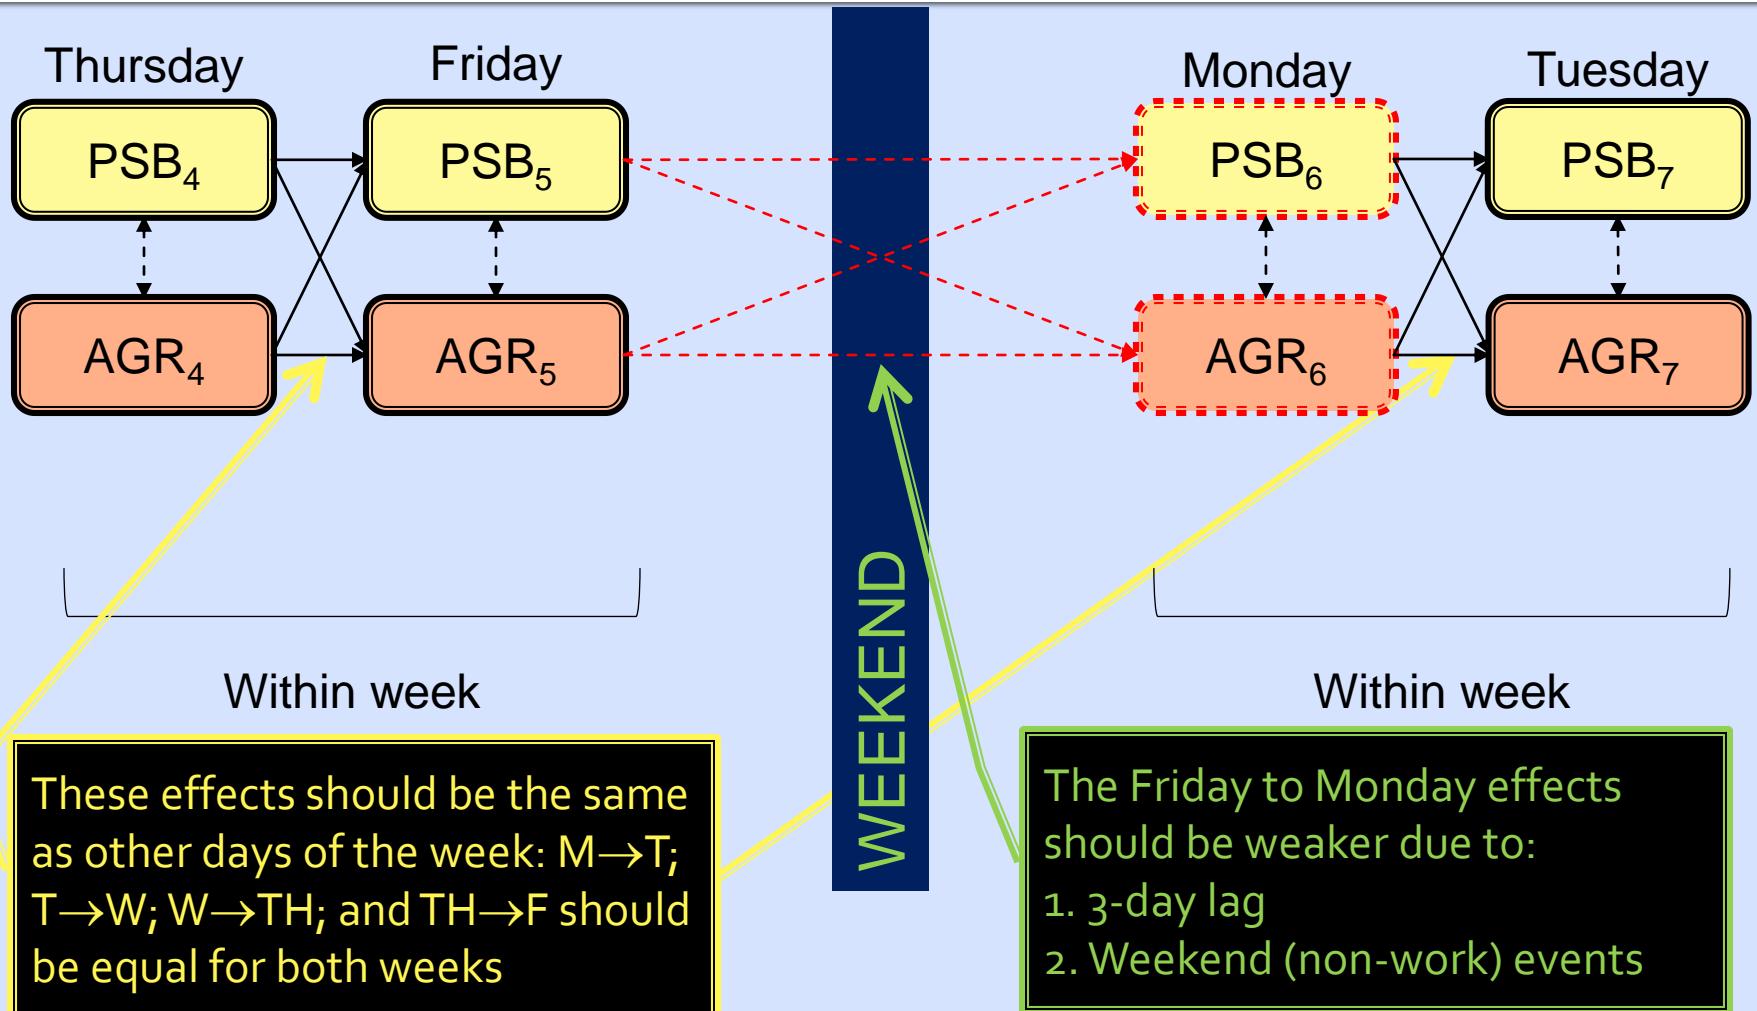 Thursday
Friday
Monday
Tuesday
PSB4
PSB5
PSB6
PSB7
AGR4
AGR5
AGR6
AGR7
WEEKEND
Within week
Within week
These effects should be the same
as other days of the week: M→T;
T→W; W→TH; and TH→F should
be equal for both weeks
The Friday to Monday effects
should be weaker due to:
1. 3-day lag
2. Weekend (non-work) events